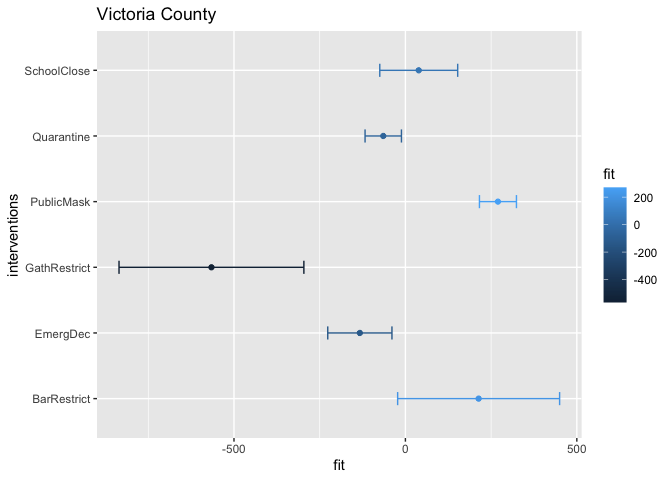 Victoria County
interventions
SchoolClose
Quarantine
PublicMask
GathRestrict
EmergDec
BarRestrict
-500
0
500
fit
fit
200
0
-200
-400